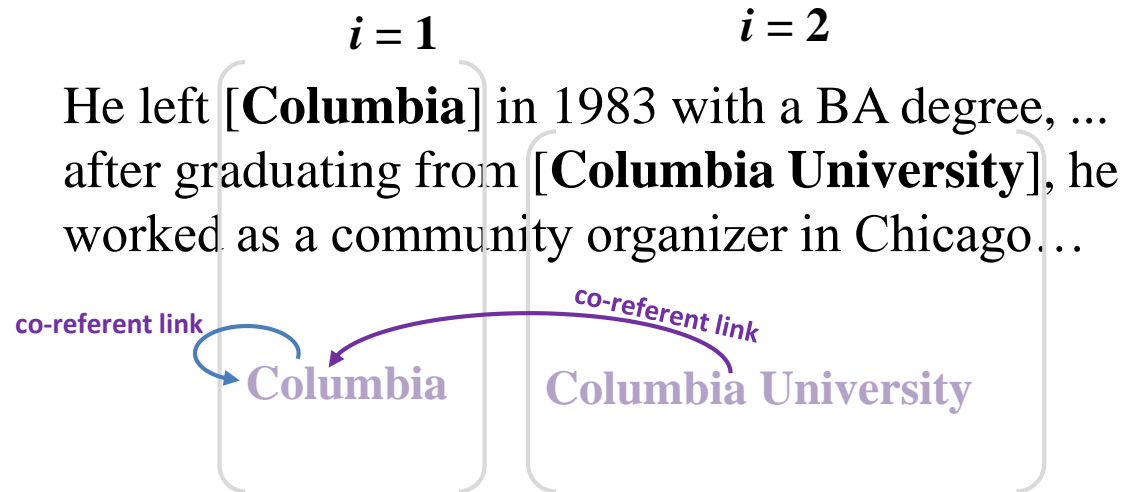 i = 1
i = 2
He left [Columbia] in 1983 with a BA degree, ...
after graduating from [Columbia University], he
worked as a community organizer in Chicago…
co-referent link
co-referent link
Columbia
Columbia University